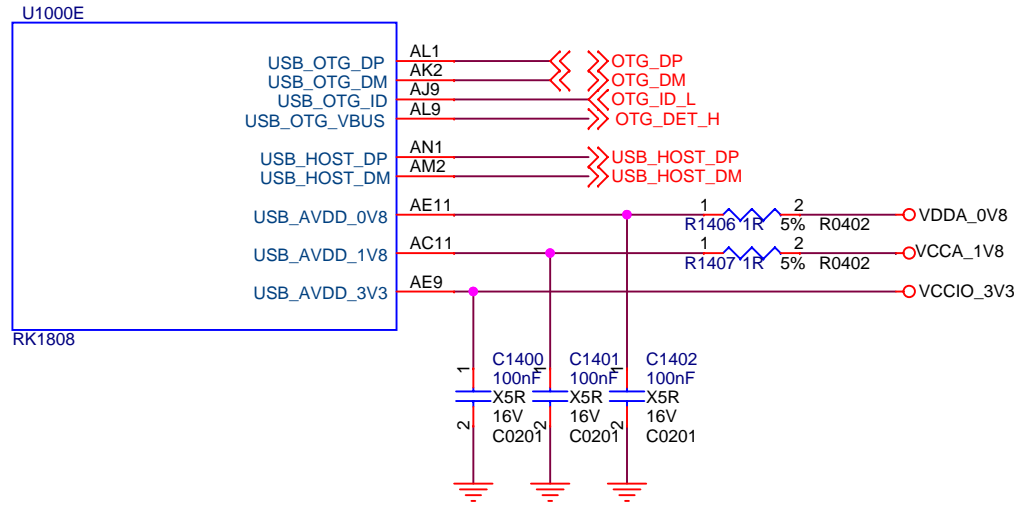 U1000E
USB_OTG_DP AL1 OTG_DP
USB_OTG_DM AK2 OTG_DM
USB_OTG_ID AJ9 OTG_ID_L
USB_OTG_VBUS AL9 OTG_DET_H
USB_HOST_DP AN1 USB_HOST_DP
USB_HOST_DM AM2 USB_HOST_DM
USB_AVDD_0V8 AE11 1 2 VDDA_0V8
R1406 1R 5% R0402
USB_AVDD_1V8 AC11 1 2 VCCA_1V8
R1407 1R 5% R0402
USB_AVDD_3V3 AE9 VCCIO_3V3
RK1808
C1400 C1401 C1402
1 100nF 1 100nF 1 100nF
X5R X5R X5R
16V 16V 16V
2 C0201 2 C0201 2 C0201